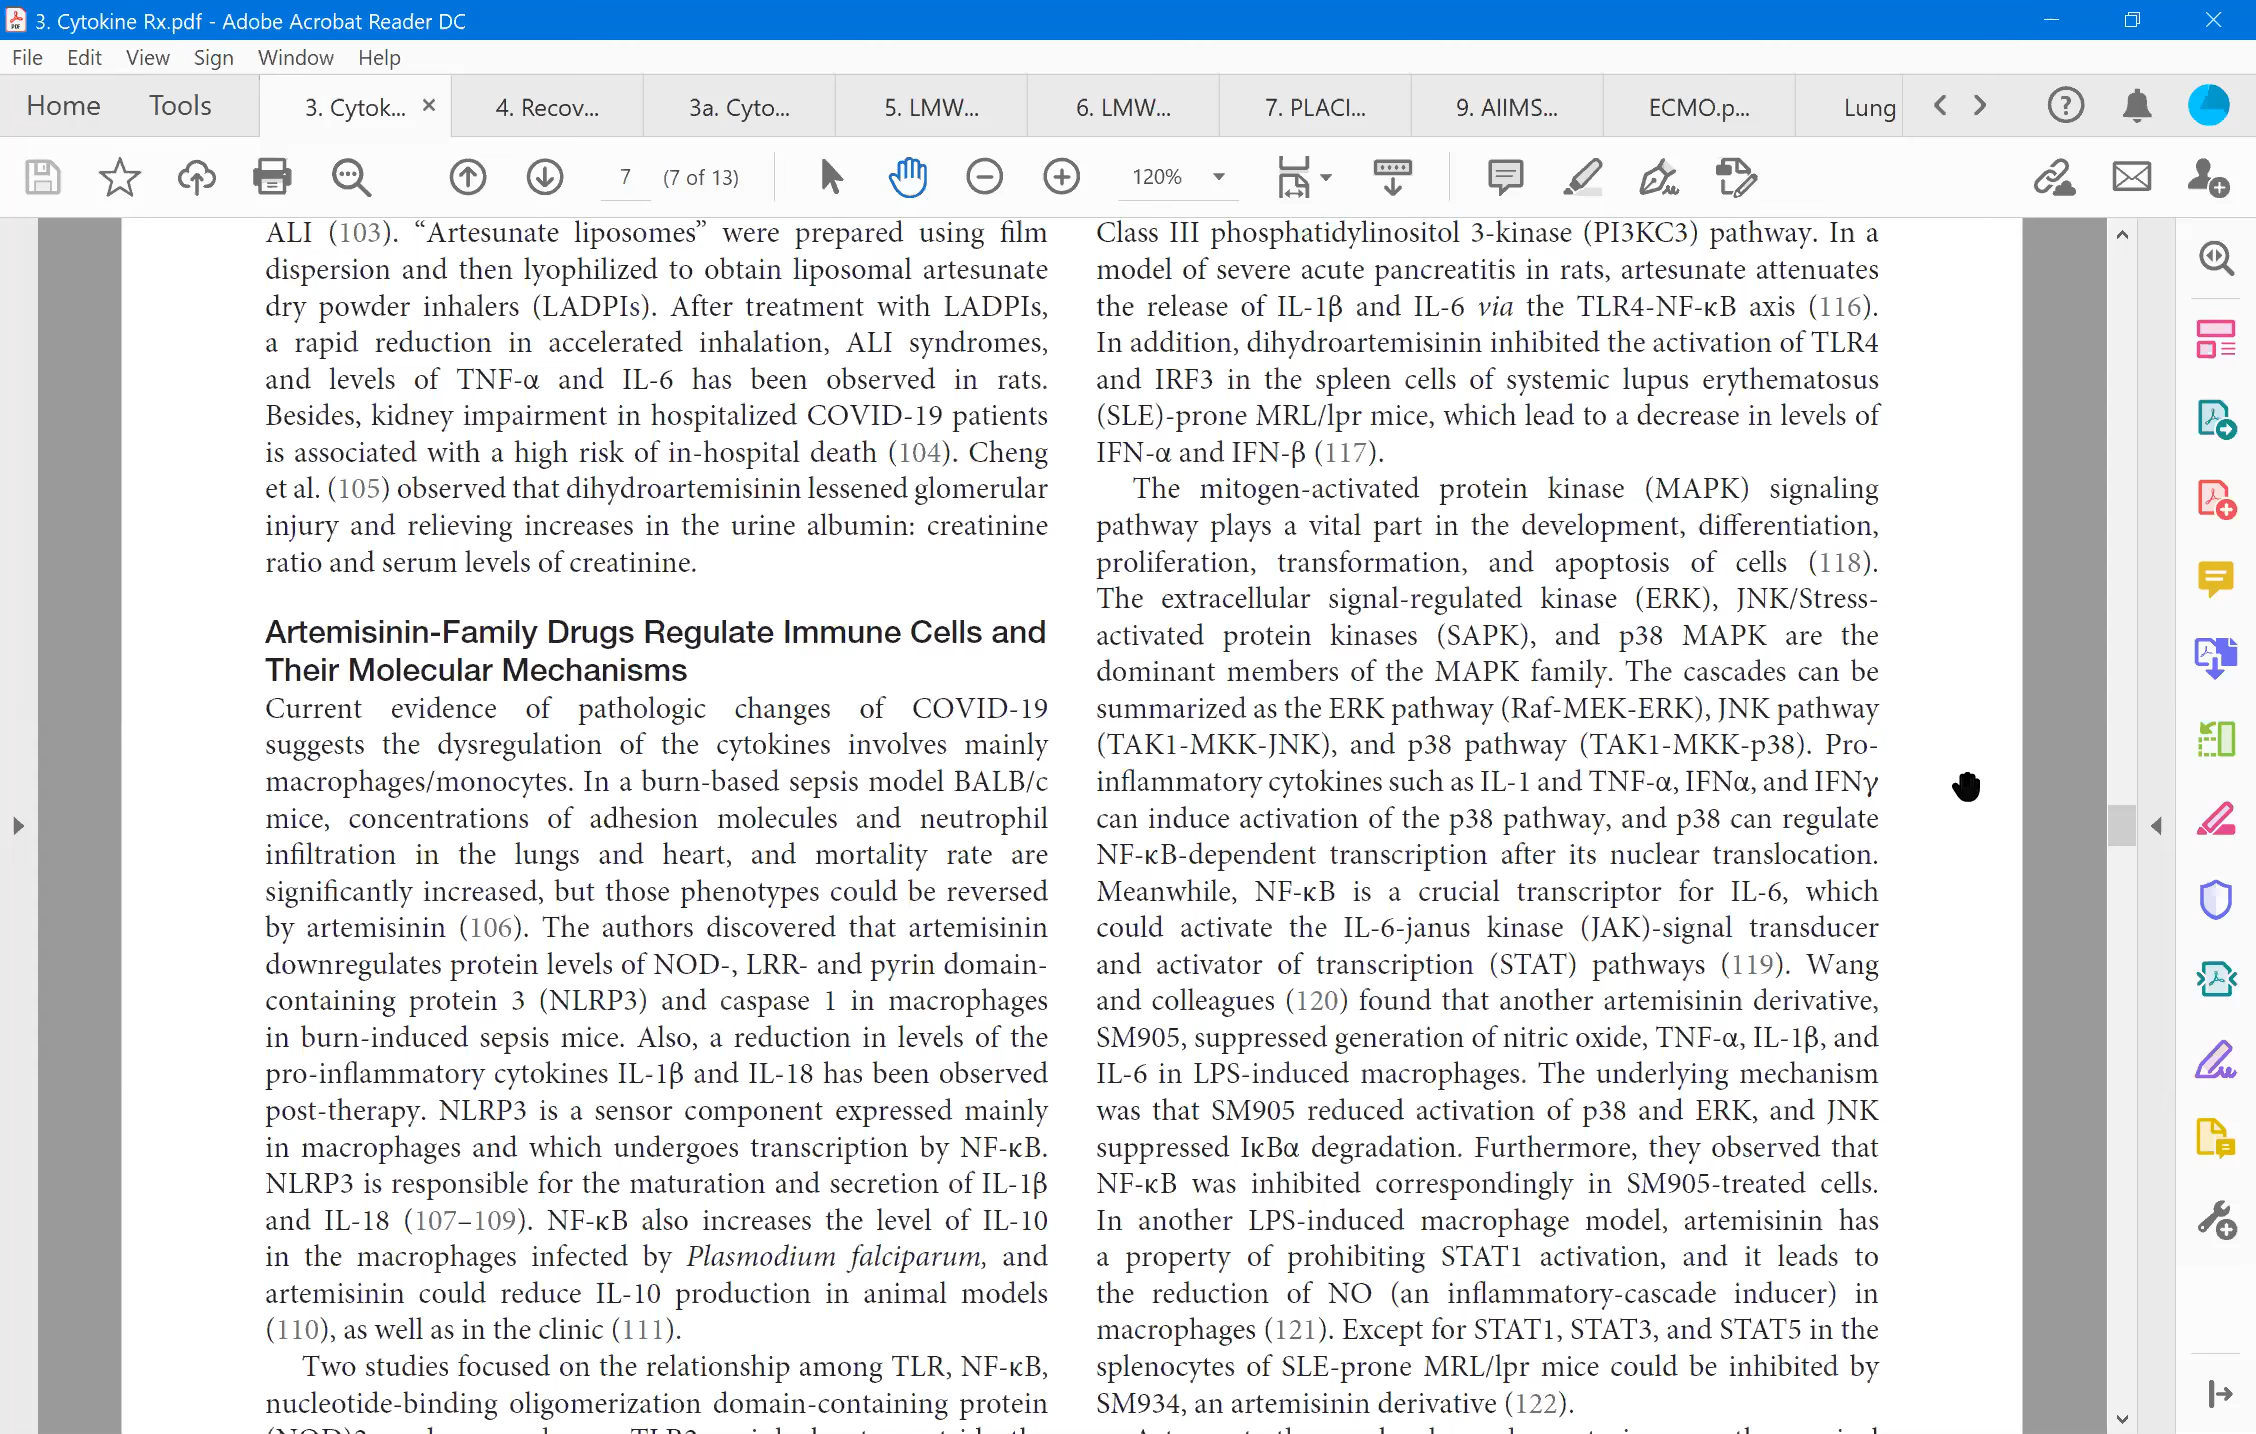 3. Cytokine Rx.pdf - Adobe Acrobat Reader DC
File Edit View Sign Window Help
Home Tools 3. Cytok... 4. Recov... 3a. Cyto... 5. LMW... 6. LMW... 7. PLACI... 9. AIIMS... ECMO.p... Lung
7 (7 of 13) 120%
ALI (103). “Artesunate liposomes” were prepared using film
dispersion and then lyophilized to obtain liposomal artesunate
dry powder inhalers (LADPIs). After treatment with LADPIs,
a rapid reduction in accelerated inhalation, ALI syndromes,
and levels of TNF-α and IL-6 has been observed in rats.
Besides, kidney impairment in hospitalized COVID-19 patients
is associated with a high risk of in-hospital death (104). Cheng
et al. (105) observed that dihydroartemisinin lessened glomerular
injury and relieving increases in the urine albumin: creatinine
ratio and serum levels of creatinine.
Artemisinin-Family Drugs Regulate Immune Cells and
Their Molecular Mechanisms
Current evidence of pathologic changes of COVID-19
suggests the dysregulation of the cytokines involves mainly
macrophages/monocytes. In a burn-based sepsis model BALB/c
mice, concentrations of adhesion molecules and neutrophil
infiltration in the lungs and heart, and mortality rate are
significantly increased, but those phenotypes could be reversed
by artemisinin (106). The authors discovered that artemisinin
downregulates protein levels of NOD-, LRR- and pyrin domain-
containing protein 3 (NLRP3) and caspase 1 in macrophages
in burn-induced sepsis mice. Also, a reduction in levels of the
pro-inflammatory cytokines IL-1β and IL-18 has been observed
post-therapy. NLRP3 is a sensor component expressed mainly
in macrophages and which undergoes transcription by NF-κB.
NLRP3 is responsible for the maturation and secretion of IL-1β
and IL-18 (107–109). NF-κB also increases the level of IL-10
in the macrophages infected by Plasmodium falciparum, and
artemisinin could reduce IL-10 production in animal models
(110), as well as in the clinic (111).
Two studies focused on the relationship among TLR, NF-κB,
nucleotide-binding oligomerization domain-containing protein
Class III phosphatidylinositol 3-kinase (PI3KC3) pathway. In a
model of severe acute pancreatitis in rats, artesunate attenuates
the release of IL-1β and IL-6 via the TLR4-NF-κB axis (116).
In addition, dihydroartemisinin inhibited the activation of TLR4
and IRF3 in the spleen cells of systemic lupus erythematosus
(SLE)-prone MRL/lpr mice, which lead to a decrease in levels of
IFN-α and IFN-β (117).
The mitogen-activated protein kinase (MAPK) signaling
pathway plays a vital part in the development, differentiation,
proliferation, transformation, and apoptosis of cells (118).
The extracellular signal-regulated kinase (ERK), JNK/Stress-
activated protein kinases (SAPK), and p38 MAPK are the
dominant members of the MAPK family. The cascades can be
summarized as the ERK pathway (Raf-MEK-ERK), JNK pathway
(TAK1-MKK-JNK), and p38 pathway (TAK1-MKK-p38). Pro-
inflammatory cytokines such as IL-1 and TNF-α, IFNα, and IFNγ
can induce activation of the p38 pathway, and p38 can regulate
NF-κB-dependent transcription after its nuclear translocation.
Meanwhile, NF-κB is a crucial transcriptor for IL-6, which
could activate the IL-6-janus kinase (JAK)-signal transducer
and activator of transcription (STAT) pathways (119). Wang
and colleagues (120) found that another artemisinin derivative,
SM905, suppressed generation of nitric oxide, TNF-α, IL-1β, and
IL-6 in LPS-induced macrophages. The underlying mechanism
was that SM905 reduced activation of p38 and ERK, and JNK
suppressed IκBα degradation. Furthermore, they observed that
NF-κB was inhibited correspondingly in SM905-treated cells.
In another LPS-induced macrophage model, artemisinin has
a property of prohibiting STAT1 activation, and it leads to
the reduction of NO (an inflammatory-cascade inducer) in
macrophages (121). Except for STAT1, STAT3, and STAT5 in the
splenocytes of SLE-prone MRL/lpr mice could be inhibited by
SM934, an artemisinin derivative (122).